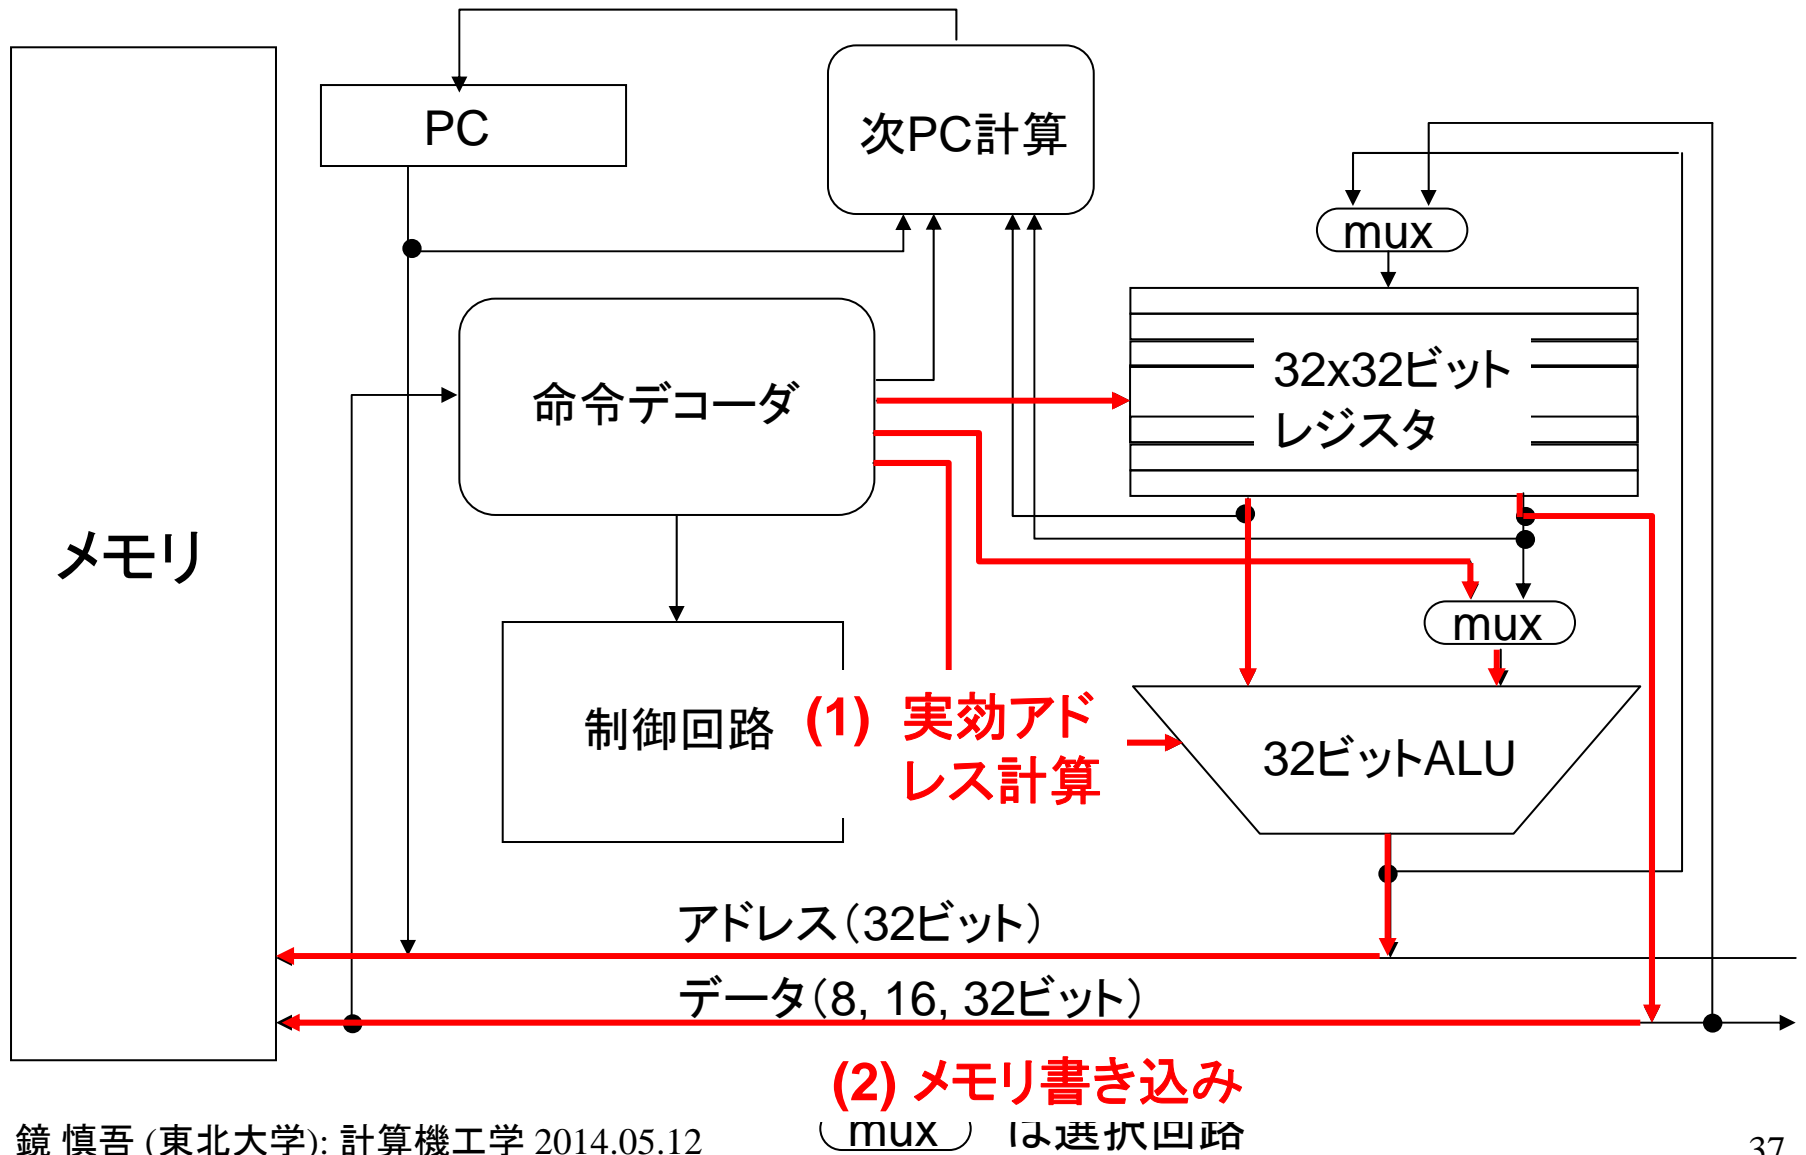 PC
次PC計算
mux
32x32ビット
レジスタ
命令デコーダ
メモリ
mux
制御回路
(1) 実効アド
レス計算
32ビットALU
アドレス(32ビット)
データ(8, 16, 32ビット)
(2) メモリ書き込み
mux は選択回路
鏡 慎吾 (東北大学): 計算機工学 2014.05.12
37